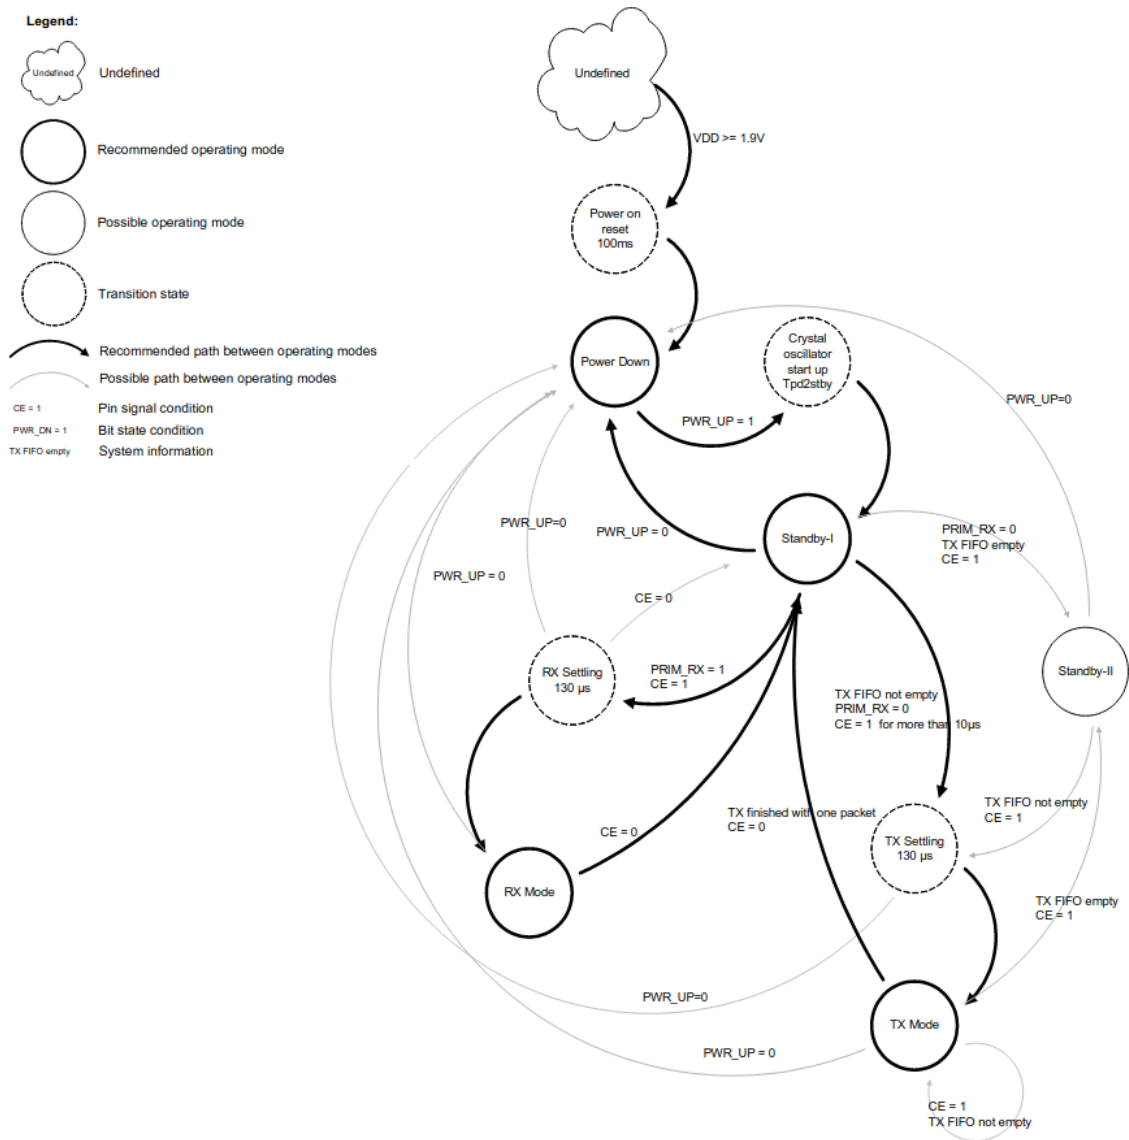 Legend:
Undefined
Undefined
Recommended operating mode
Possible operating mode
Transition state
Recommended path between operating modes
Possible path between operating modes
CE = 1
Pin signal condition
PWR_DN = 1
Bit state condition
TX FIFO empty
System information
Undefined
VDD >= 1.9V
Power on
reset
100ms
Power Down
Crystal
oscillator
start up
Tpd2stby
PWR_UP=0
PWR_UP = 1
PWR_UP=0
PWR_UP = 0
Standby-I
PRIM_RX = 0
TX FIFO empty
CE = 1
PWR_UP = 0
CE = 0
RX Settling
130 µs
PRIM_RX = 1
CE = 1
Standby-II
TX FIFO not empty
PRIM_RX = 0
CE = 1 for more than 10µs
TX FIFO not empty
CE = 1
TX finished with one packet
CE = 0
CE = 0
TX Settling
130 µs
RX Mode
TX FIFO empty
CE = 1
PWR_UP=0
TX Mode
PWR_UP = 0
CE = 1
TX FIFO not empty